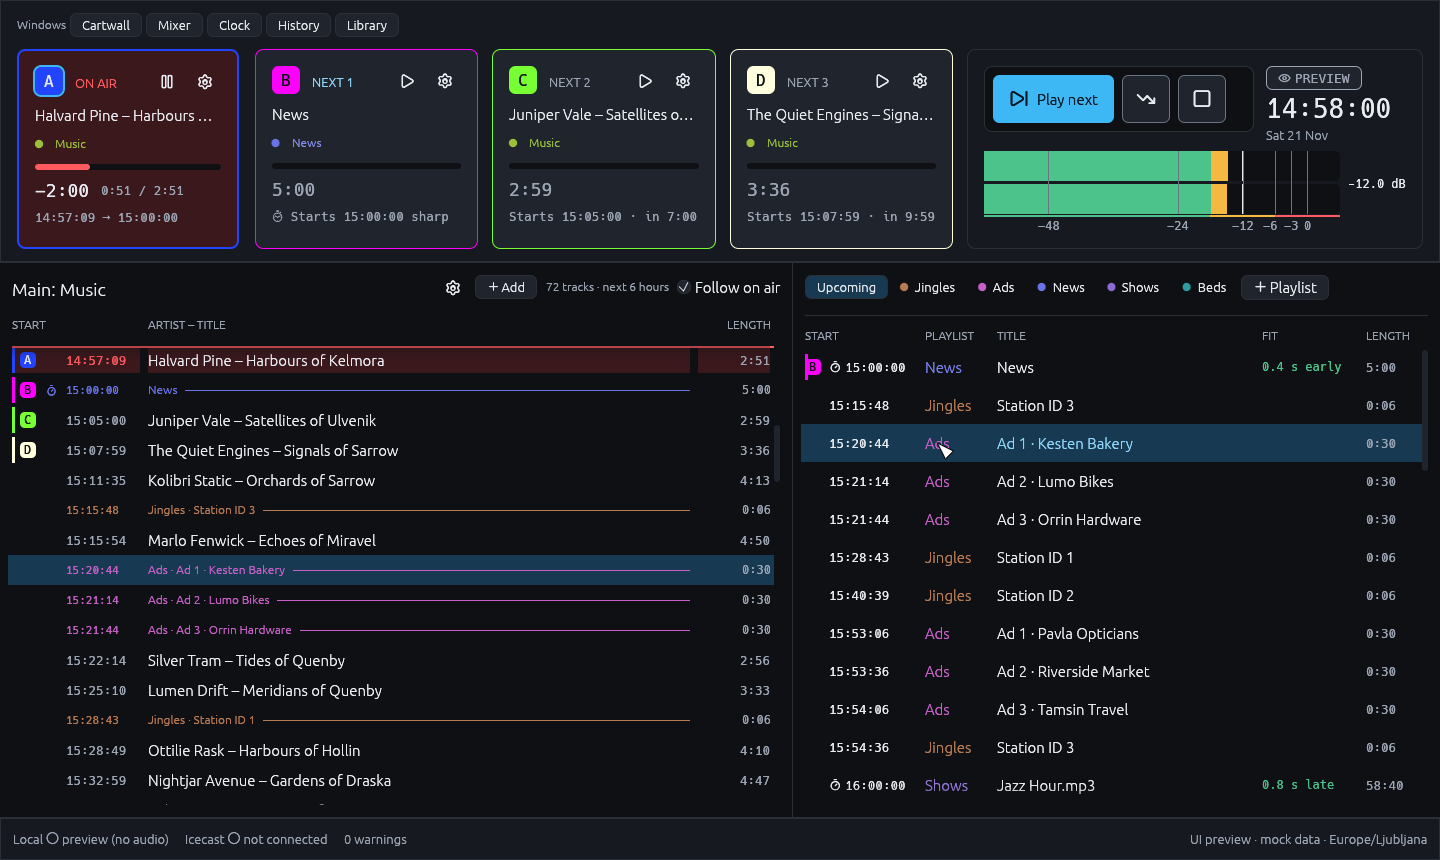 Windows Cartwall Mixer Clock History Library
A ON AIR
Halvard Pine – Harbours ...
Music
−2:00 0:51 / 2:51
14:57:09 → 15:00:00
B NEXT 1
News
News
5:00
Starts 15:00:00 sharp
C NEXT 2
Juniper Vale – Satellites o...
Music
2:59
Starts 15:05:00 · in 7:00
D NEXT 3
The Quiet Engines – Signa...
Music
3:36
Starts 15:07:59 · in 9:59
Play next
PREVIEW
14:58:00
Sat 21 Nov
-12.0 dB
−48 −24 −12 −6 −3 0
Main: Music + Add 72 tracks · next 6 hours Follow on air
START ARTIST – TITLE LENGTH
A 14:57:09 Halvard Pine – Harbours of Kelmora 2:51
B 15:00:00 News 5:00
C 15:05:00 Juniper Vale – Satellites of Ulvenik 2:59
D 15:07:59 The Quiet Engines – Signals of Sarrow 3:36
15:11:35 Kolibri Static – Orchards of Sarrow 4:13
15:15:48 Jingles · Station ID 3 0:06
15:15:54 Marlo Fenwick – Echoes of Miravel 4:50
15:20:44 Ads · Ad 1 · Kesten Bakery 0:30
15:21:14 Ads · Ad 2 · Lumo Bikes 0:30
15:21:44 Ads · Ad 3 · Orrin Hardware 0:30
15:22:14 Silver Tram – Tides of Quenby 2:56
15:25:10 Lumen Drift – Meridians of Quenby 3:33
15:28:43 Jingles · Station ID 1 0:06
15:28:49 Ottilie Rask – Harbours of Hollin 4:10
15:32:59 Nightjar Avenue – Gardens of Draska 4:47
Upcoming Jingles Ads News Shows Beds + Playlist
START PLAYLIST TITLE FIT LENGTH
B 15:00:00 News News 0.4 s early 5:00
15:15:48 Jingles Station ID 3 0:06
15:20:44 Ads Ad 1 · Kesten Bakery 0:30
15:21:14 Ads Ad 2 · Lumo Bikes 0:30
15:21:44 Ads Ad 3 · Orrin Hardware 0:30
15:28:43 Jingles Station ID 1 0:06
15:40:39 Jingles Station ID 2 0:06
15:53:06 Ads Ad 1 · Pavla Opticians 0:30
15:53:36 Ads Ad 2 · Riverside Market 0:30
15:54:06 Ads Ad 3 · Tamsin Travel 0:30
15:54:36 Jingles Station ID 3 0:06
16:00:00 Shows Jazz Hour.mp3 0.8 s late 58:40
Local preview (no audio) Icecast not connected 0 warnings UI preview · mock data · Europe/Ljubljana